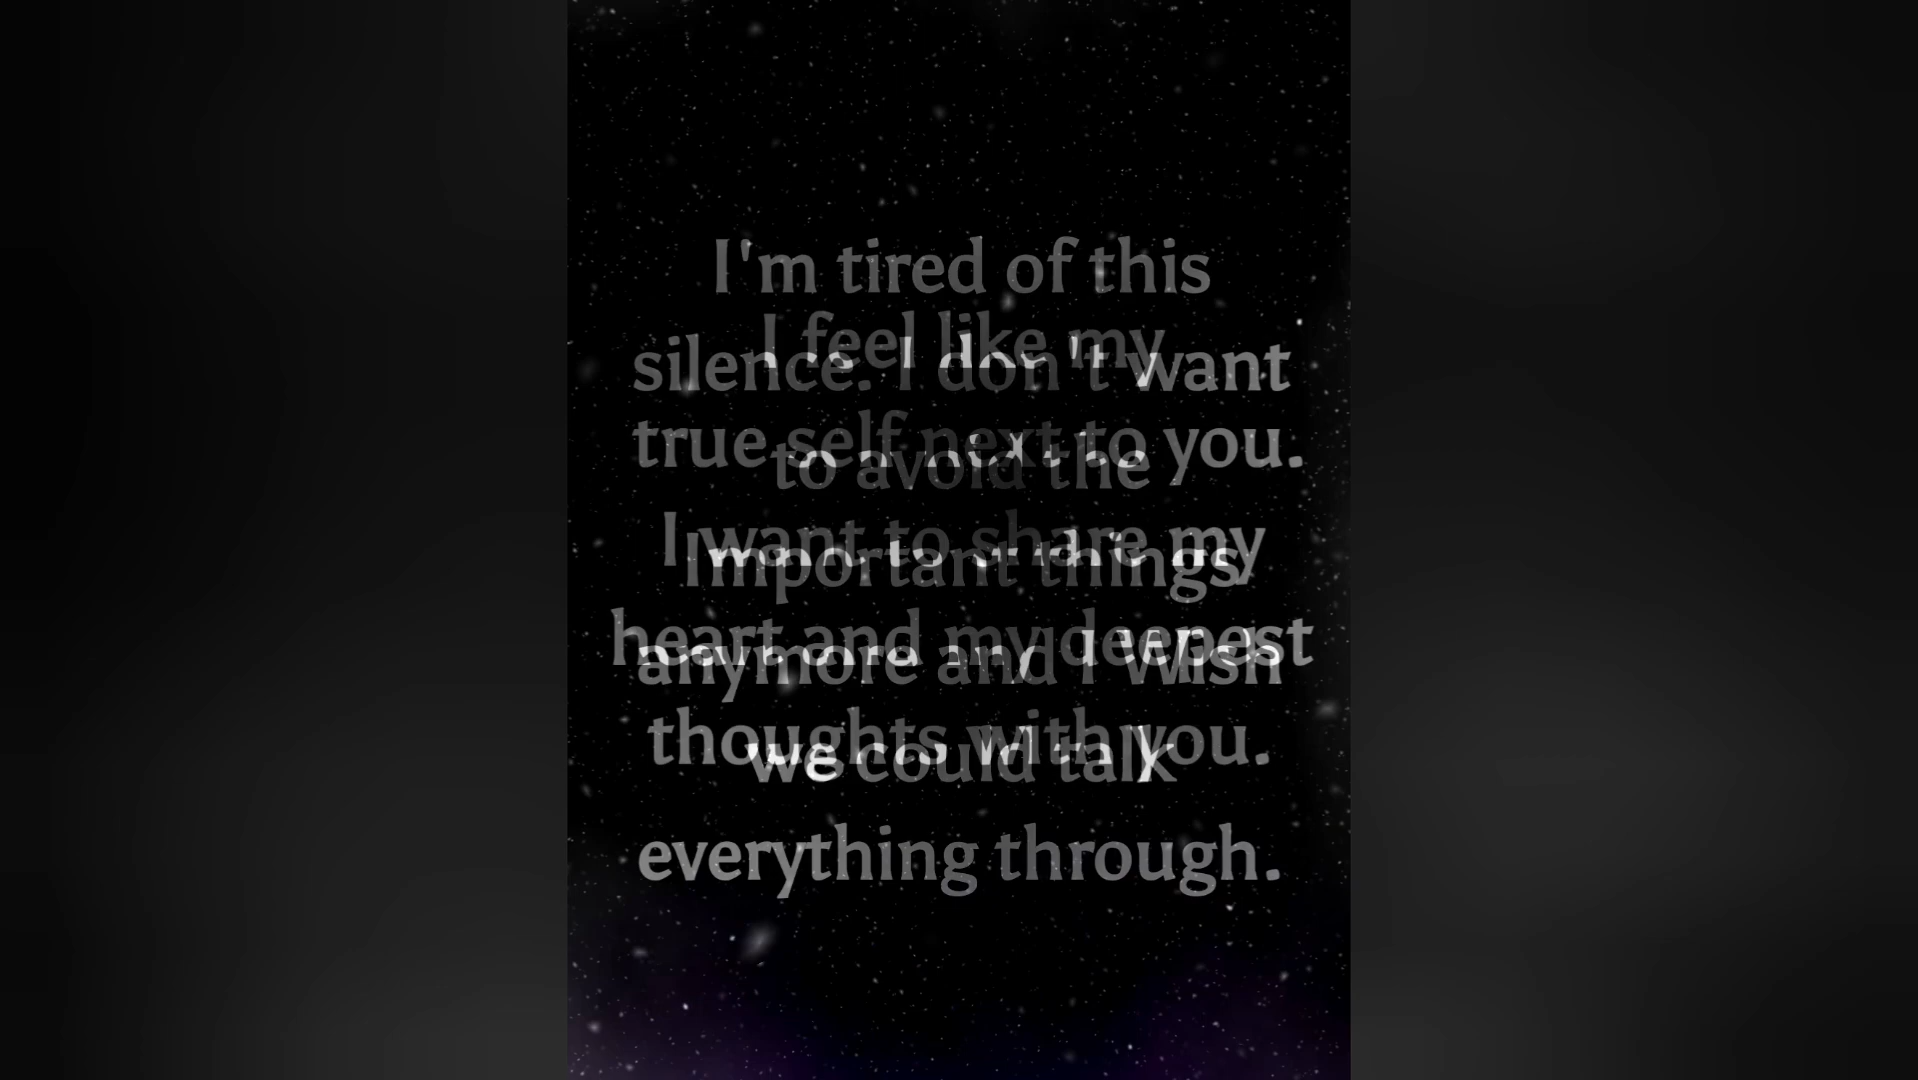 I'm tired of this
silence. I don't want
to avoid the
important things
anymore and I wish
we could talk
everything through.
I feel like my
true self next to you.
I want to share my
heart and my deepest
thoughts with you.